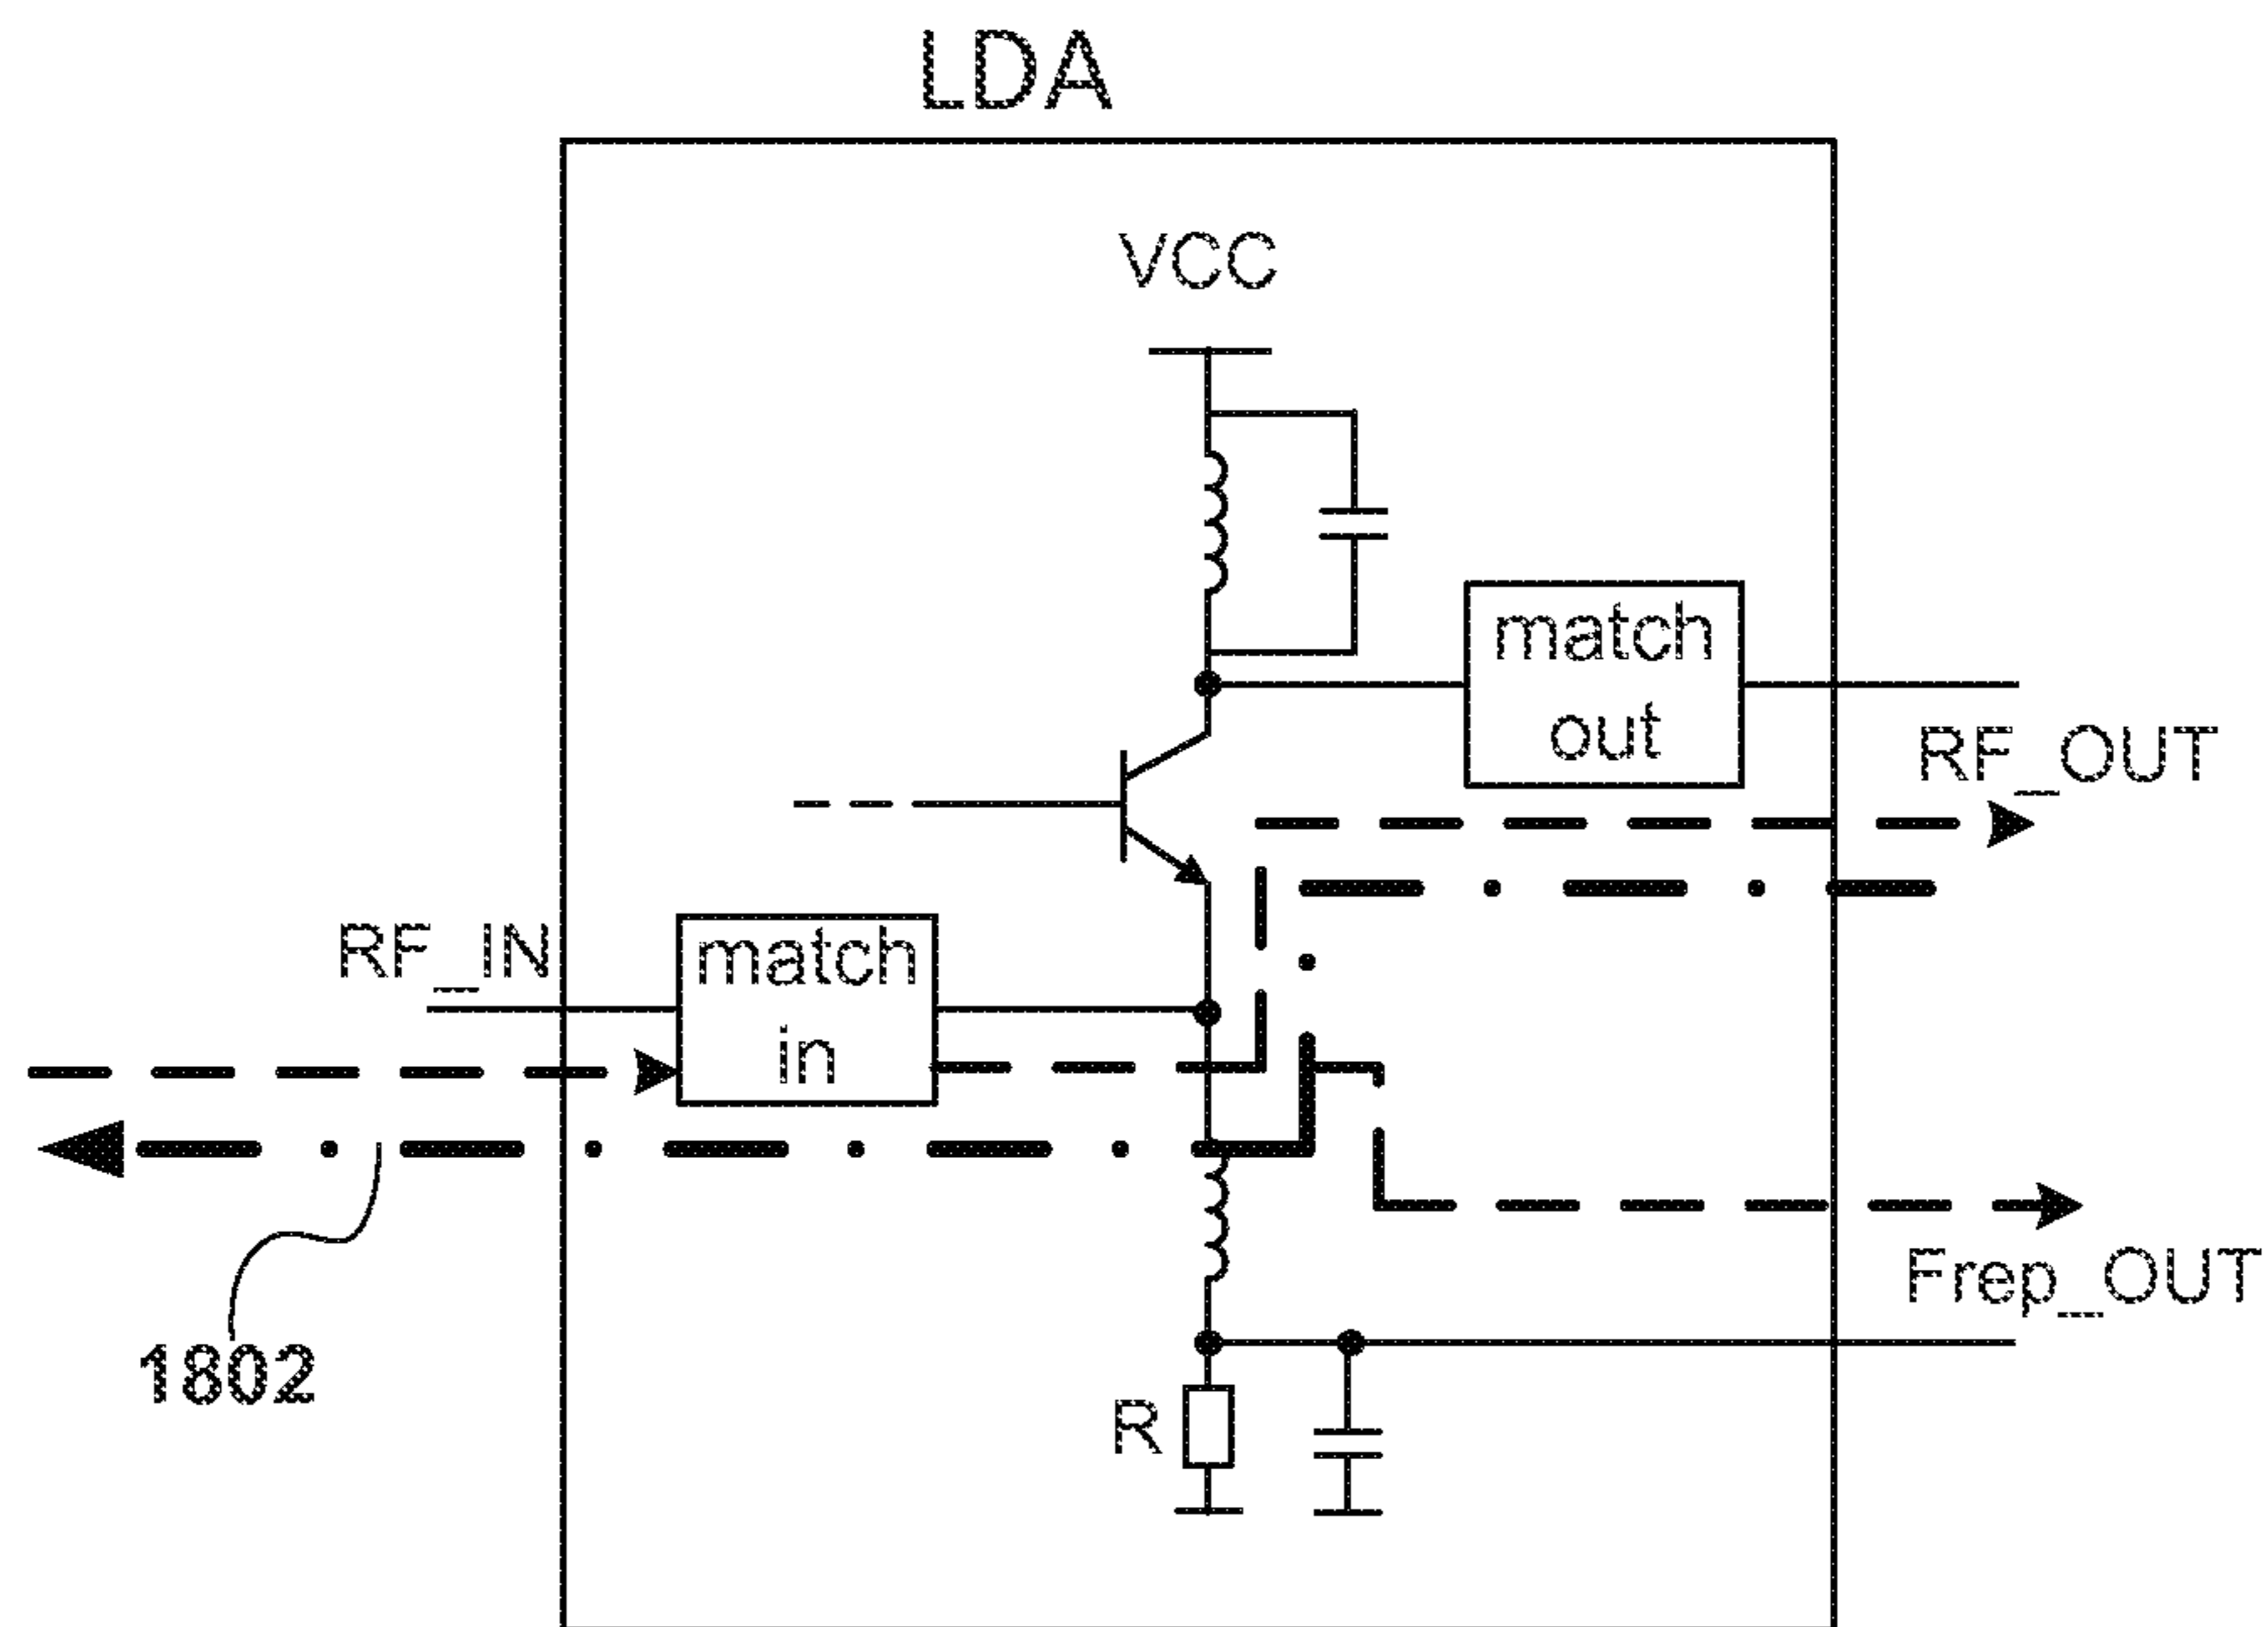 LDA
VCC
match
out
RF_OUT
RF_IN
match
in
Frep_OUT
1802
R